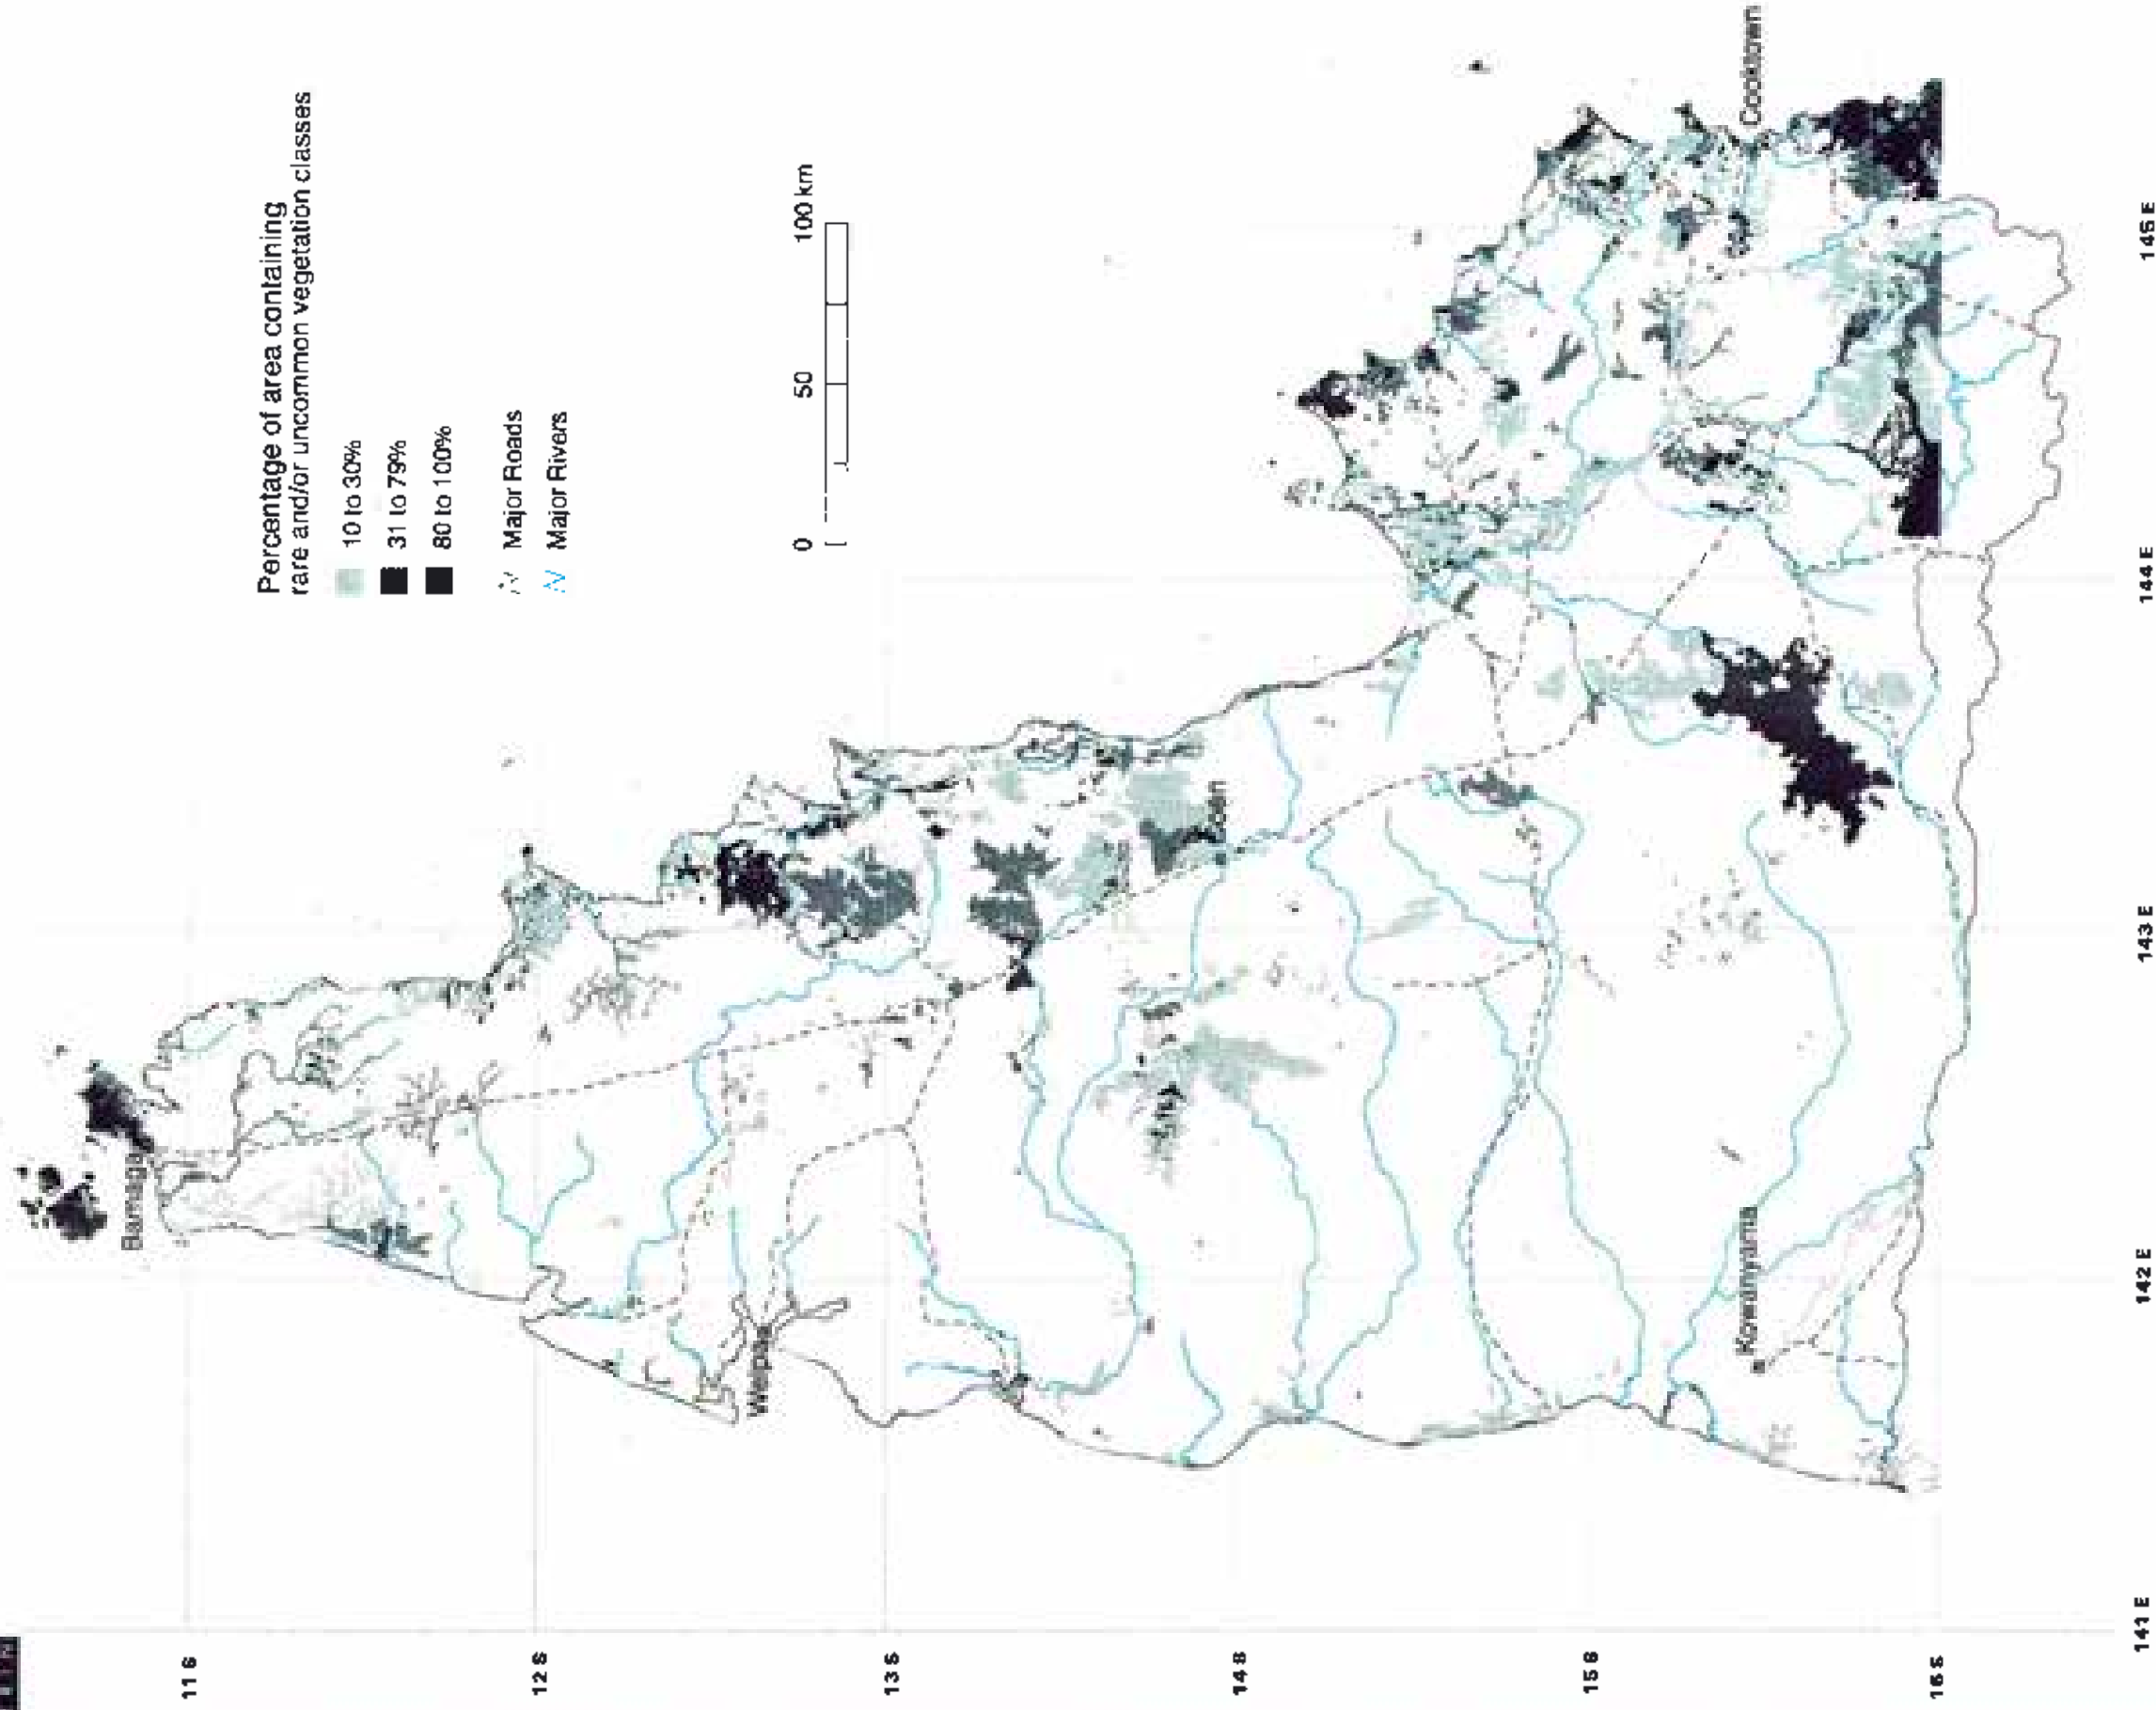 Percentage of area containing
rare and/or uncommon vegetation classes
10 to 30%
31 to 79%
80 to 100%
Major Roads
Major Rivers
0 50 100 km
Bamaga
Weipa
Coen
Cooktown
Kowanyama
11 S
12 S
13 S
14 S
15 S
16 S
141 E
142 E
143 E
144 E
145 E